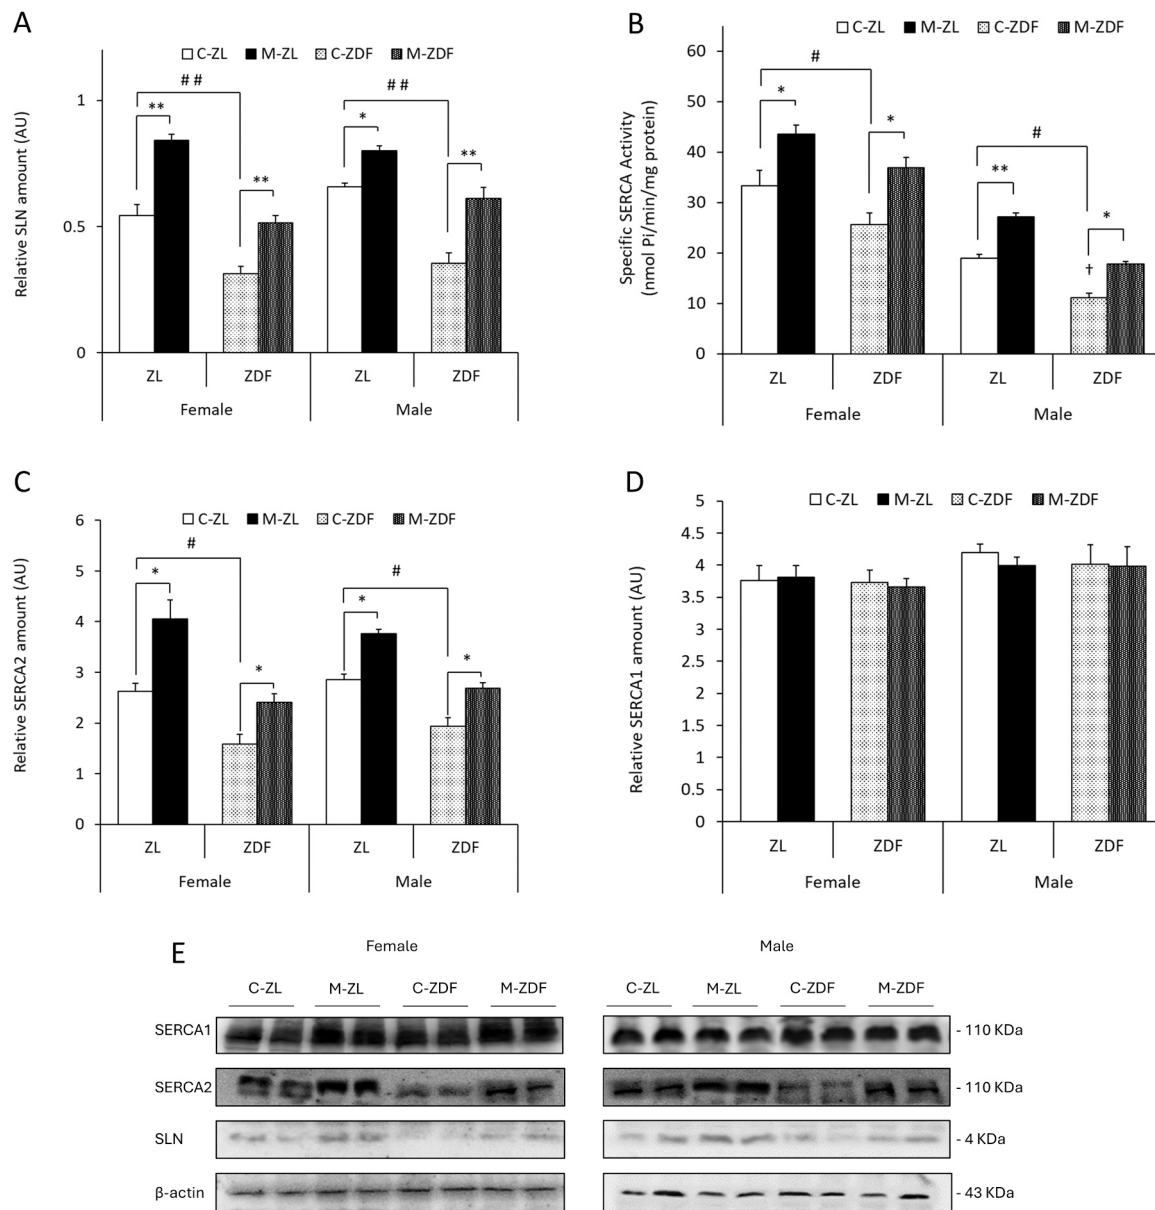 A
C-ZL M-ZL C-ZDF M-ZDF
Relative SLN amount (AU)
1
0.5
0
# #
**
**
# #
*
**
ZL ZDF ZL ZDF
Female Male
B
C-ZL M-ZL C-ZDF M-ZDF
Specific SERCA Activity
(nmol Pi/min/mg protein)
60
50
40
30
20
10
0
#
*
*
#
**
*
†
ZL ZDF ZL ZDF
Female Male
C
C-ZL M-ZL C-ZDF M-ZDF
Relative SERCA2 amount (AU)
6
5
4
3
2
1
0
#
*
*
#
*
*
ZL ZDF ZL ZDF
Female Male
D
C-ZL M-ZL C-ZDF M-ZDF
Relative SERCA1 amount (AU)
5
4.5
4
3.5
3
2.5
2
1.5
1
0.5
0
ZL ZDF ZL ZDF
Female Male
E
Female Male
C-ZL M-ZL C-ZDF M-ZDF C-ZL M-ZL C-ZDF M-ZDF
SERCA1 - 110 KDa
SERCA2 - 110 KDa
SLN - 4 KDa
β-actin - 43 KDa